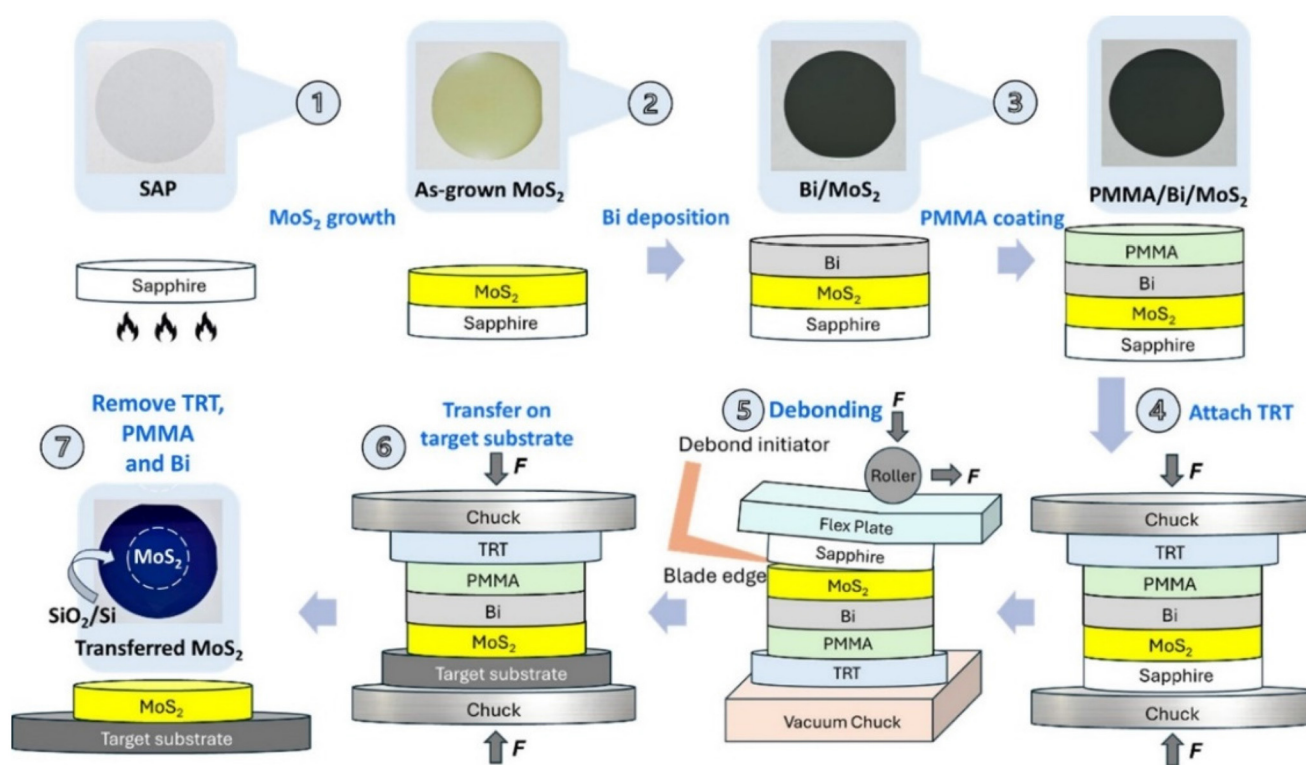 ①
②
③
SAP
As-grown MoS₂
Bi/MoS₂
PMMA/Bi/MoS₂
MoS₂ growth
Bi deposition
PMMA coating
Sapphire
MoS₂
Sapphire
Bi
MoS₂
Sapphire
PMMA
Bi
MoS₂
Sapphire
④ Attach TRT
F
Chuck
TRT
PMMA
Bi
MoS₂
Sapphire
Chuck
F
⑤ Debonding
Debond initiator
F
Roller
F
Flex Plate
Sapphire
Blade edge
MoS₂
Bi
PMMA
TRT
Vacuum Chuck
⑥
Transfer on
target substrate
F
Chuck
TRT
PMMA
Bi
MoS₂
Target substrate
Chuck
F
⑦
Remove TRT,
PMMA
and Bi
MoS₂
SiO₂/Si
Transferred MoS₂
MoS₂
Target substrate